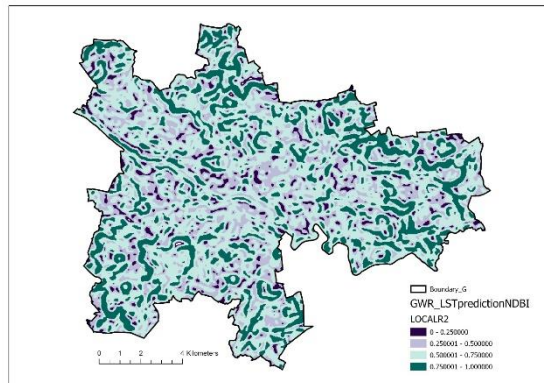 Boundary_G
GWR_LSTpredictionNDBI
LOCALR2
0 - 0.250000
0.250001 - 0.500000
0.500001 - 0.750000
0.750001 - 1.000000
0 1 2 4 Kilometers